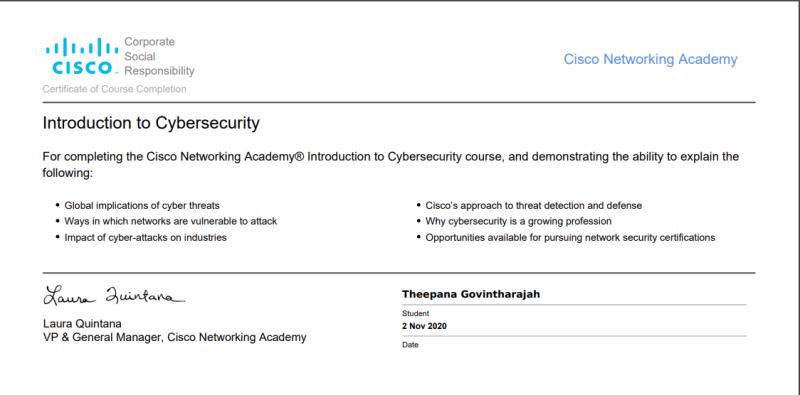 Corporate
Social
Responsibility
CISCO
Cisco Networking Academy
Certificate of Course Completion
Introduction to Cybersecurity
For completing the Cisco Networking Academy® Introduction to Cybersecurity course, and demonstrating the ability to explain the
following:
• Global implications of cyber threats
• Ways in which networks are vulnerable to attack
• Impact of cyber-attacks on industries
• Cisco's approach to threat detection and defense
• Why cybersecurity is a growing profession
• Opportunities available for pursuing network security certifications
Laura Quintana
Laura Quintana
VP & General Manager, Cisco Networking Academy
Theepana Govintharajah
Student
2 Nov 2020
Date